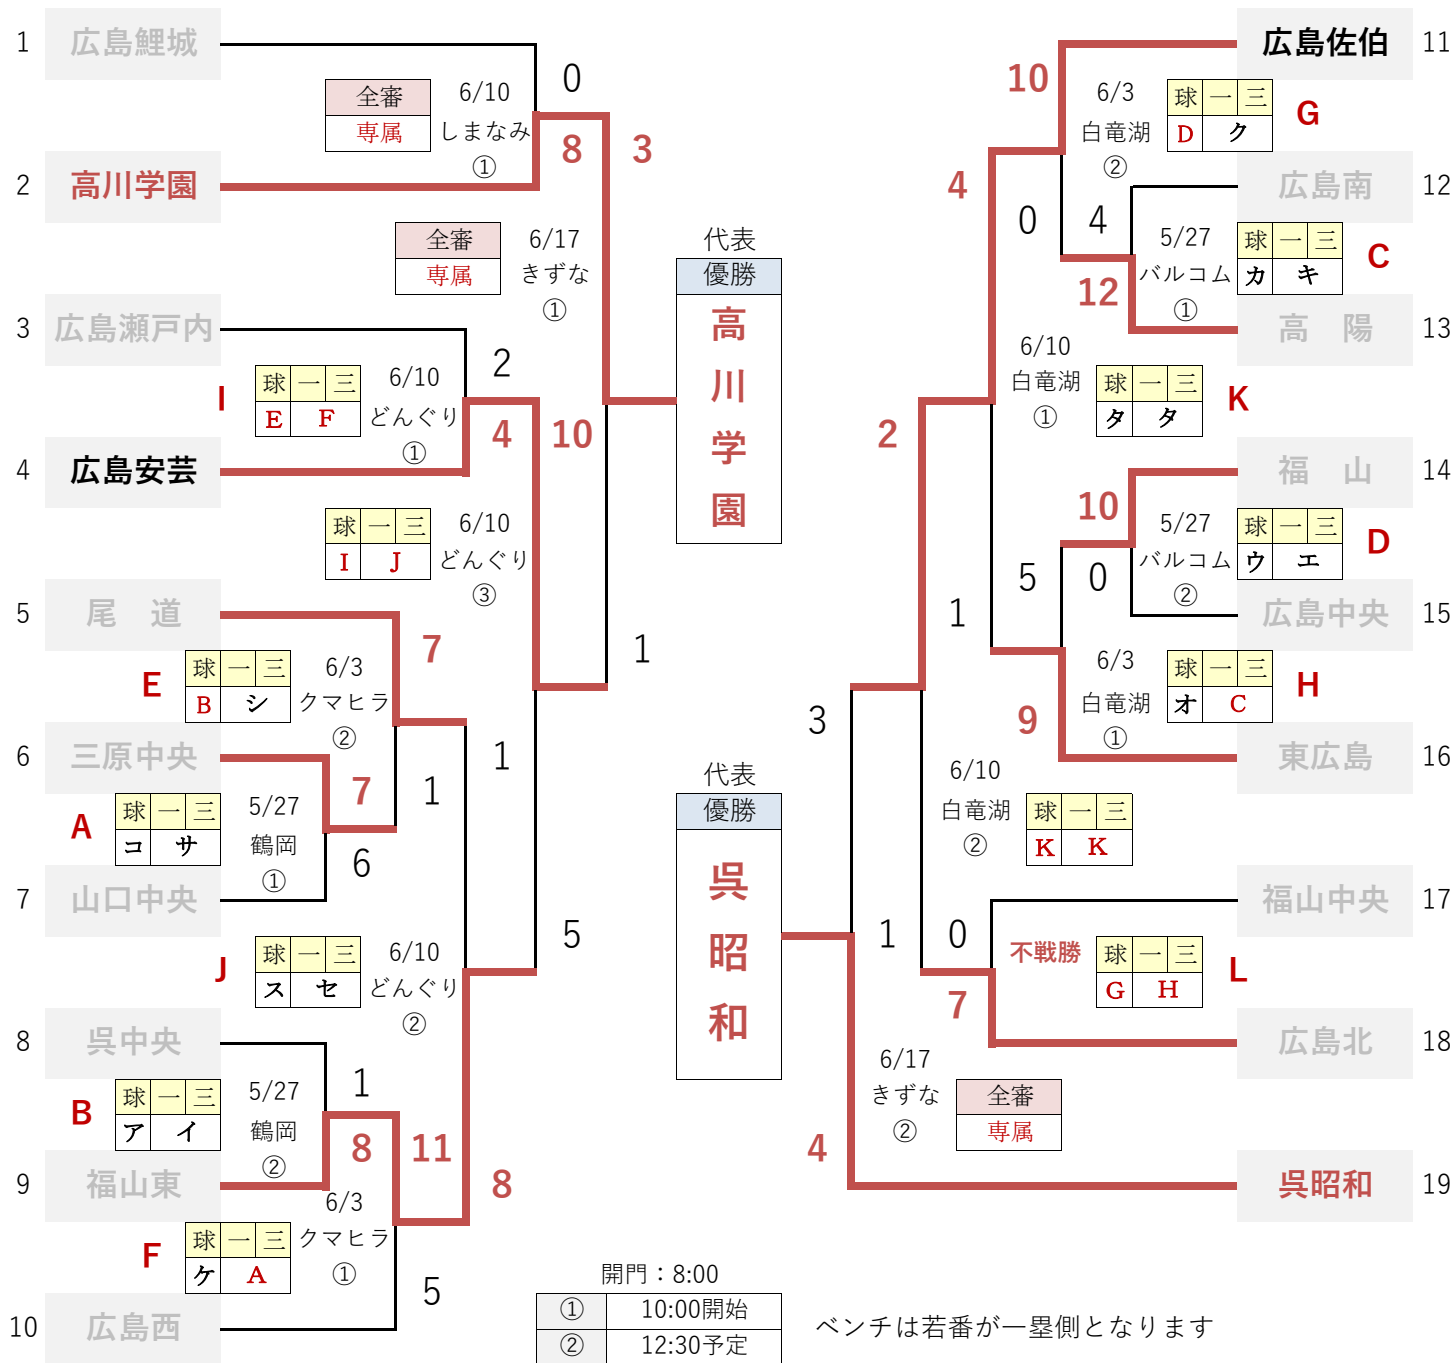 1 広島鯉城
0
全審
専属
6/10
しまなみ
①
8
3
2 高川学園
全審
専属
6/17
きずな
①
3 広島瀬戸内
2
I
球 一 三
E F
6/10
どんぐり
①
4
10
4 広島安芸
球 一 三
I J
6/10
どんぐり
③
5 尾　道
7
1
E
球 一 三
B シ
6/3
クマヒラ
②
6 三原中央
7
1
1
A
球 一 三
コ サ
5/27
鶴岡
①
6
7 山口中央
5
J
球 一 三
ス セ
6/10
どんぐり
②
8 呉中央
1
B
球 一 三
ア イ
5/27
鶴岡
②
8
11
8
9 福山東
F
球 一 三
ケ A
6/3
クマヒラ
①
5
10 広島西
代表
優勝
高川学園
代表
優勝
呉昭和
広島佐伯 11
10
6/3
白竜湖
②
球 一 三
D ク
G
4
0
4
広島南 12
5/27
バルコム
①
球 一 三
カ キ
C
12
高　陽 13
6/10
白竜湖
①
球 一 三
タ タ
K
2
福　山 14
10
5/27
バルコム
②
球 一 三
ウ エ
D
5
0
1
広島中央 15
6/3
白竜湖
①
球 一 三
オ C
H
9
3
東広島 16
6/10
白竜湖
②
球 一 三
K K
福山中央 17
1
0
不戦勝
球 一 三
G H
L
7
広島北 18
6/17
きずな
②
全審
専属
4
呉昭和 19
開門：8:00
① 10:00開始
② 12:30予定
ベンチは若番が一塁側となります